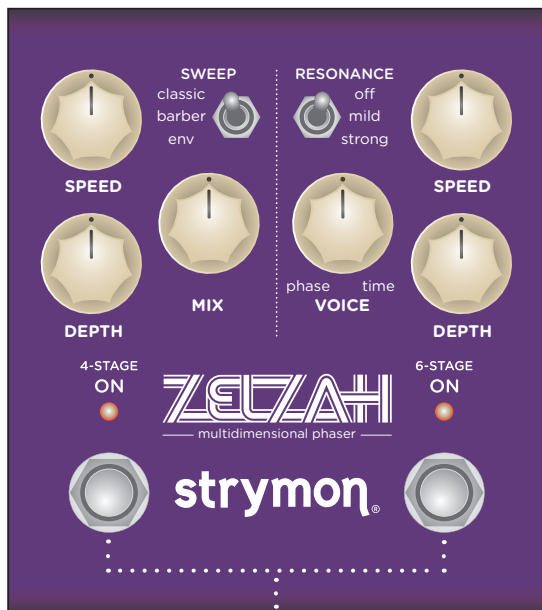 SWEEP
classic
barber
env
RESONANCE
off
mild
strong
SPEED
SPEED
MIX
phase
time
VOICE
DEPTH
DEPTH
4-STAGE
ON
6-STAGE
ON
ZELZAH
multidimensional phaser
strymon®